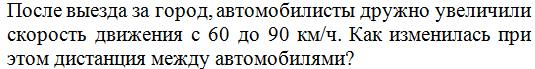 После выезда за город, автомобилисты дружно увеличили
скорость движения с 60 до 90 км/ч. Как изменилась при
этом дистанция между автомобилями?